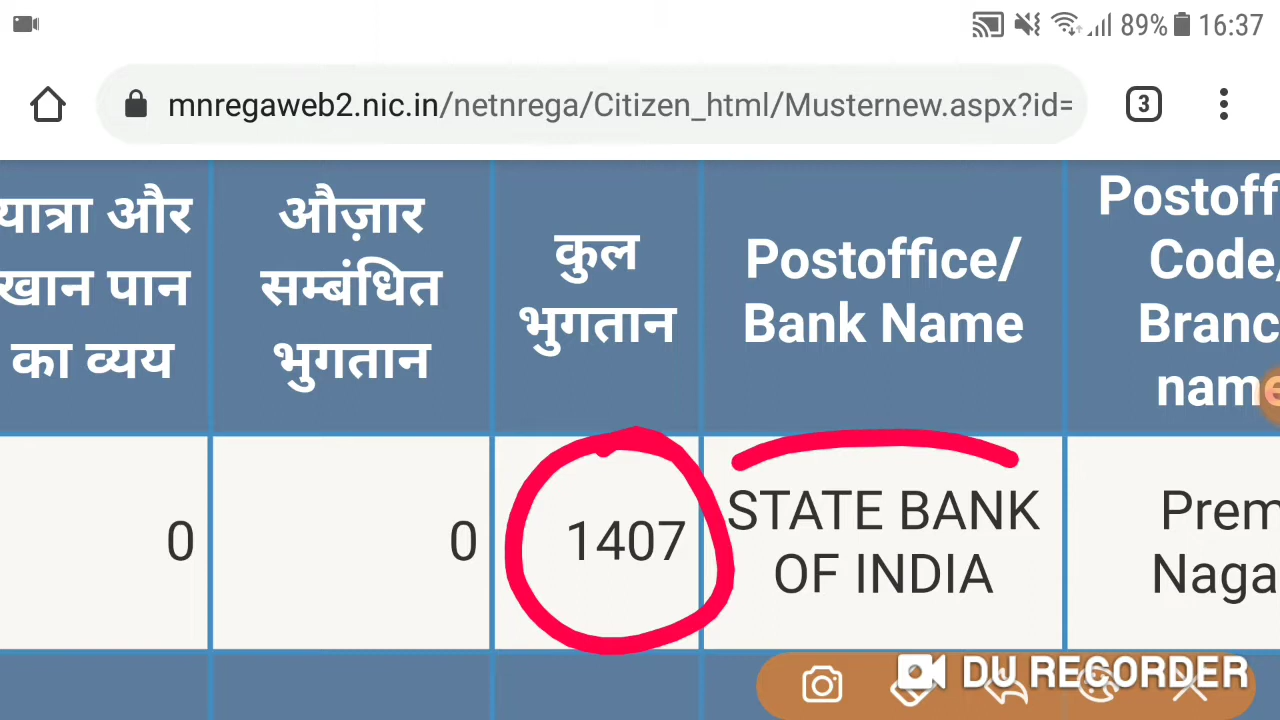 89% 16:37
mnregaweb2.nic.in/netnrega/Citizen_html/Musternew.aspx?id=
3
यात्रा और
खान पान
का व्यय
औज़ार
सम्बंधित
भुगतान
कुल
भुगतान
Postoffice/
Bank Name
Postoff
Code/
Branc
name
0
0
1407
STATE BANK
OF INDIA
Prem
Naga
DU RECORDER